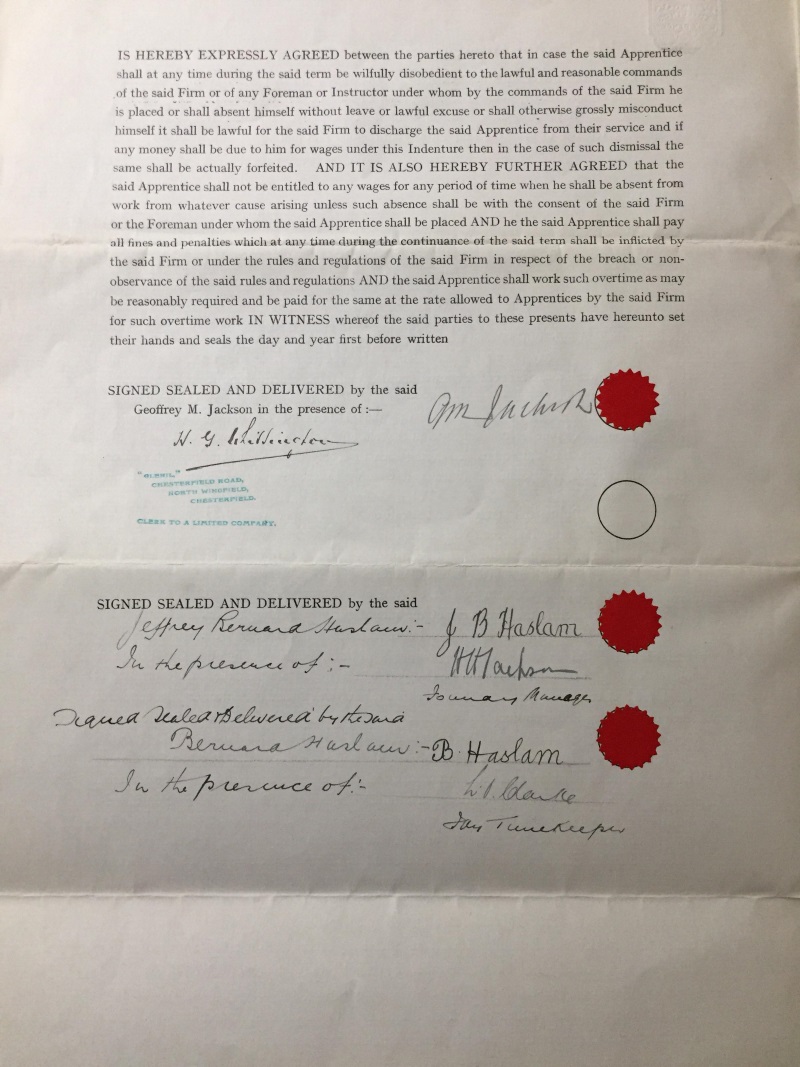 IS HEREBY EXPRESSLY AGREED between the parties hereto that in case the said Apprentice
shall at any time during the said term be wilfully disobedient to the lawful and reasonable commands
of the said Firm or of any Foreman or Instructor under whom by the commands of the said Firm he
is placed or shall absent himself without leave or lawful excuse or shall otherwise grossly misconduct
himself it shall be lawful for the said Firm to discharge the said Apprentice from their service and if
any money shall be due to him for wages under this Indenture then in the case of such dismissal the
same shall be actually forfeited. AND IT IS ALSO HEREBY FURTHER AGREED that the
said Apprentice shall not be entitled to any wages for any period of time when he shall be absent from
work from whatever cause arising unless such absence shall be with the consent of the said Firm
or the Foreman under whom the said Apprentice shall be placed AND he the said Apprentice shall pay
all fines and penalties which at any time during the continuance of the said term shall be inflicted by
the said Firm or under the rules and regulations of the said Firm in respect of the breach or non-
observance of the said rules and regulations AND the said Apprentice shall work such overtime as may
be reasonably required and be paid for the same at the rate allowed to Apprentices by the said Firm
for such overtime work IN WITNESS whereof the said parties to these presents have hereunto set
their hands and seals the day and year first before written
SIGNED SEALED AND DELIVERED by the said
Geoffrey M. Jackson in the presence of :—
GM Jackson
H. G. Whittington
CHESTERFIELD ROAD,
NORTH WINGFIELD,
CHESTERFIELD.
CLERK TO A LIMITED COMPANY.
SIGNED SEALED AND DELIVERED by the said
Jeffrey Bernard Haslam :- J B Haslam
In the presence of :- HH Jackson
Foundry Manager
Signed Sealed & Delivered by the said
Bernard Haslam :- B Haslam
In the presence of :- Clarke
Timekeeper